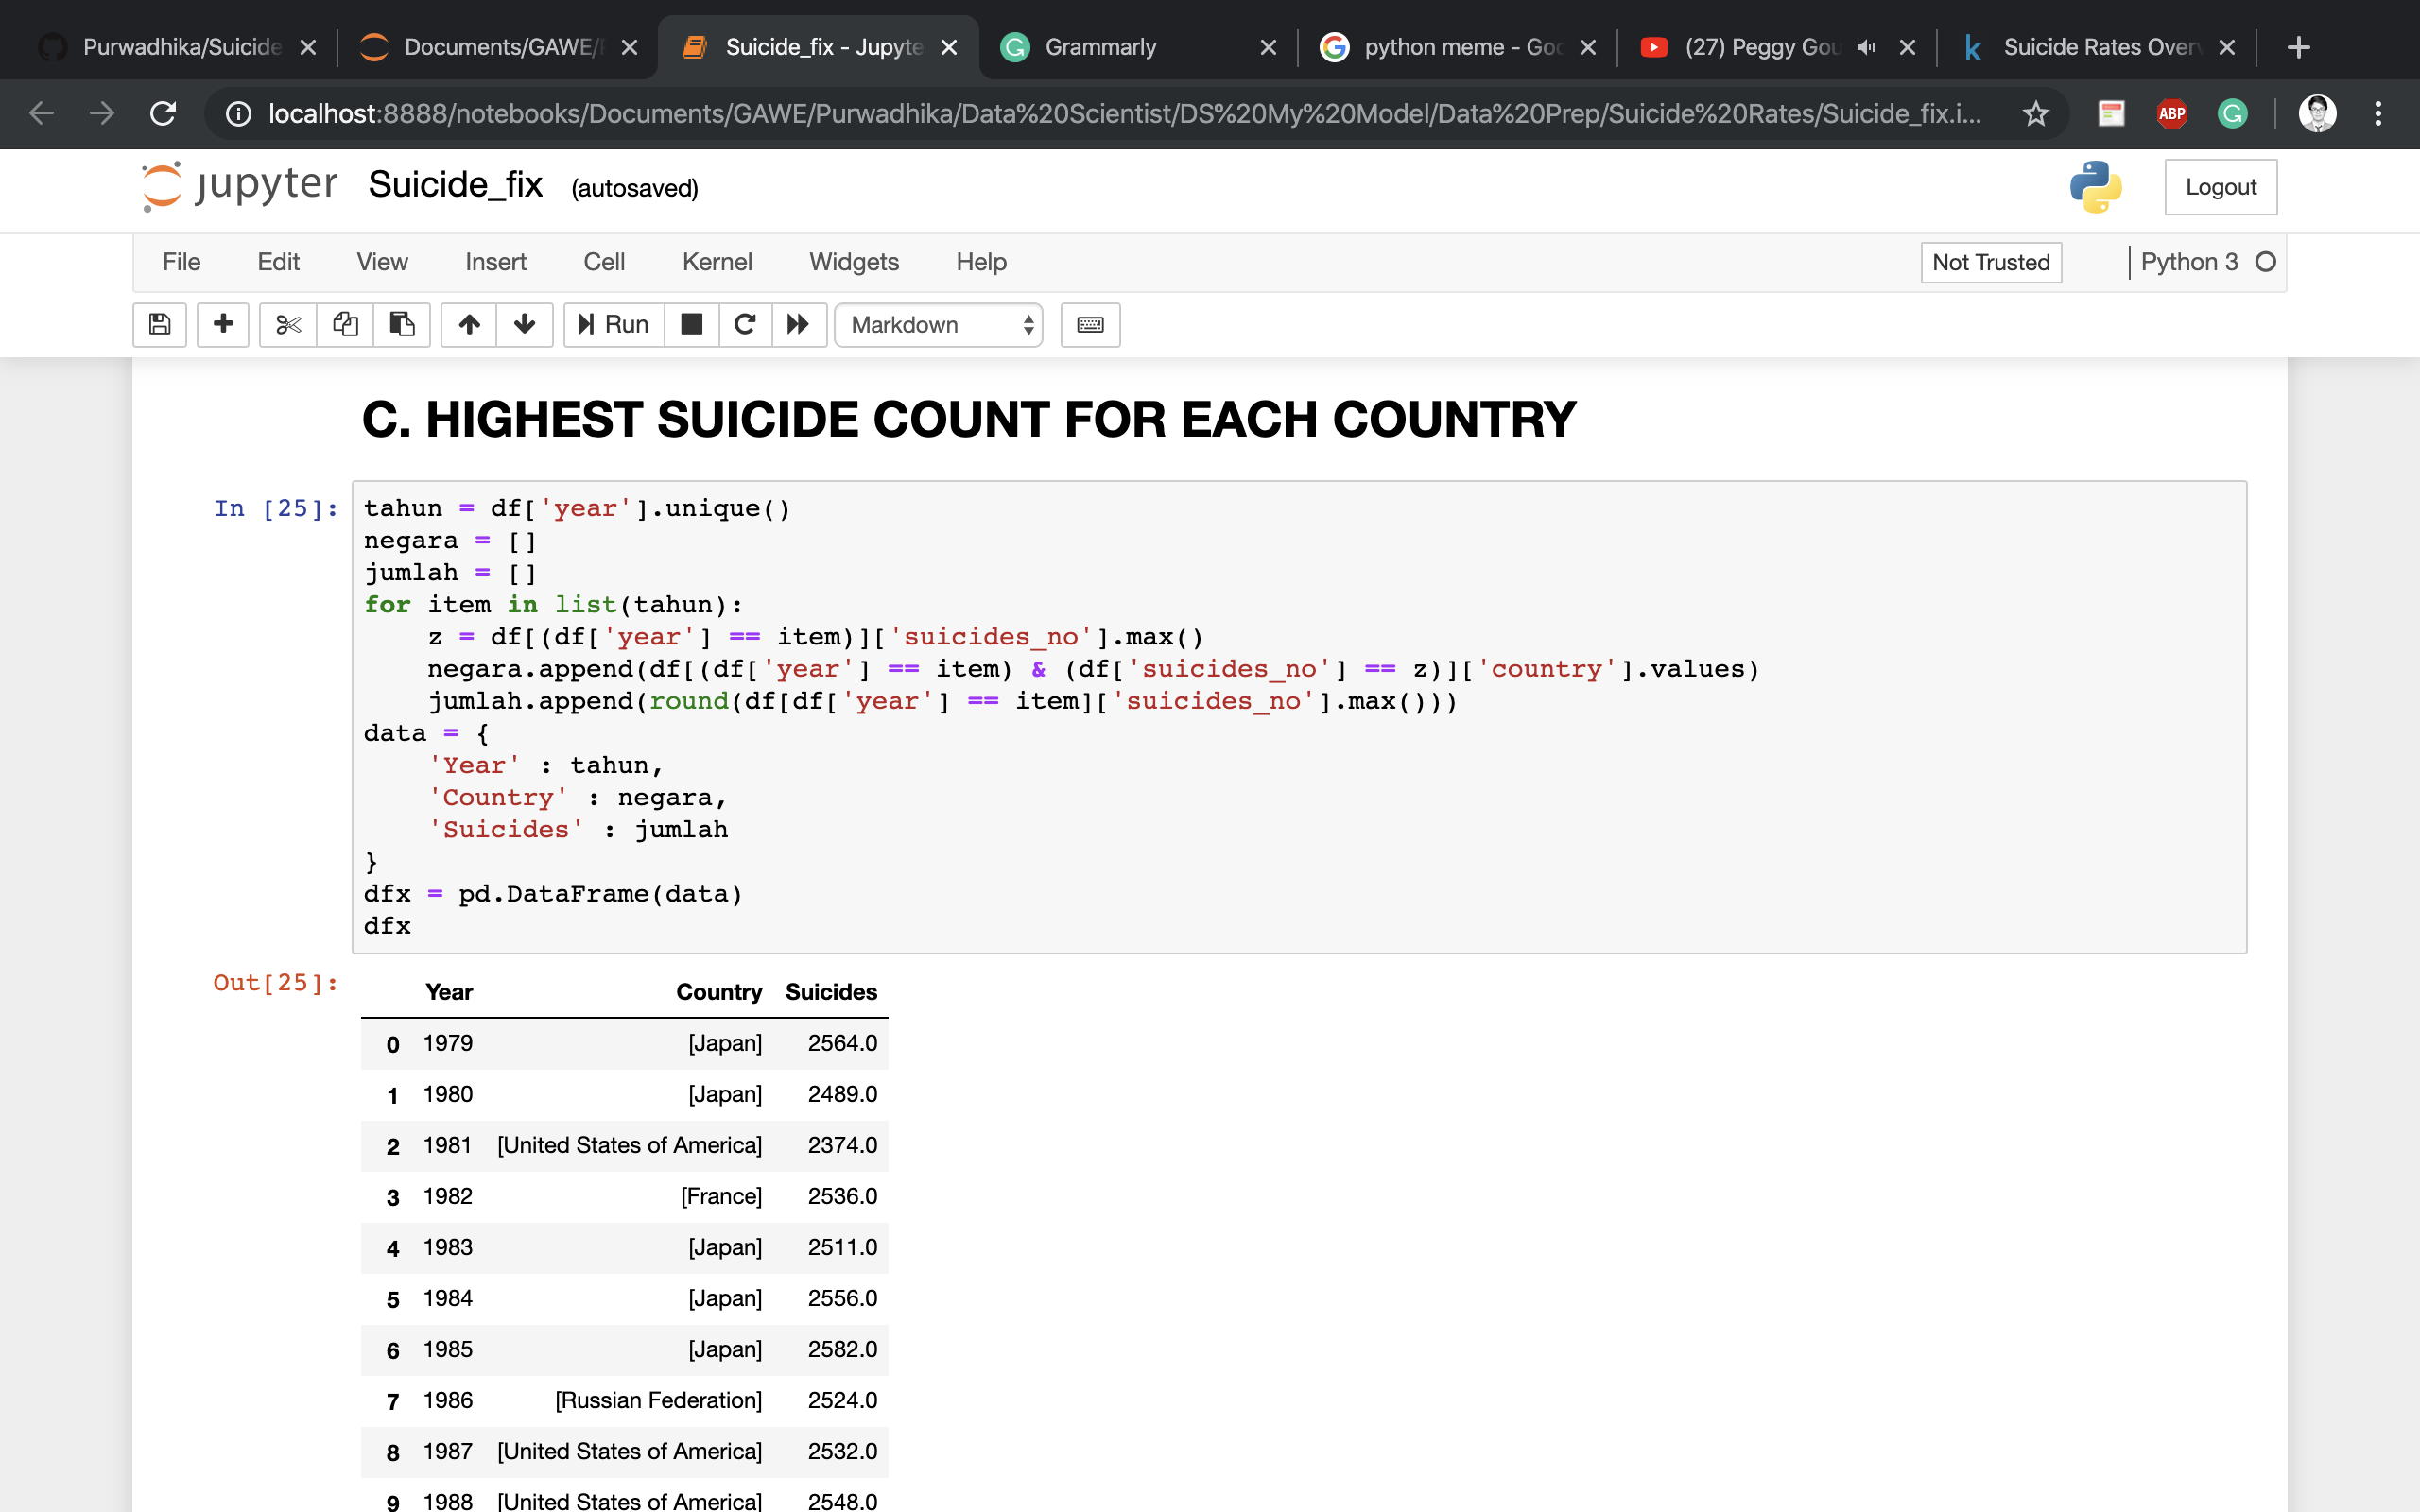 Purwadhika/Suicide
Documents/GAWE/
Suicide_fix - Jupyte
Grammarly
python meme - Goo
(27) Peggy Gou
Suicide Rates Over
localhost:8888/notebooks/Documents/GAWE/Purwadhika/Data%20Scientist/DS%20My%20Model/Data%20Prep/Suicide%20Rates/Suicide_fix.i...
ABP
jupyter Suicide_fix (autosaved)
Logout
File Edit View Insert Cell Kernel Widgets Help
Not Trusted
Python 3
Run
Markdown
C. HIGHEST SUICIDE COUNT FOR EACH COUNTRY
In [25]:
tahun = df['year'].unique()
negara = []
jumlah = []
for item in list(tahun):
    z = df[(df['year'] == item)]['suicides_no'].max()
    negara.append(df[(df['year'] == item) & (df['suicides_no'] == z)]['country'].values)
    jumlah.append(round(df[df['year'] == item]['suicides_no'].max()))
data = {
    'Year' : tahun,
    'Country' : negara,
    'Suicides' : jumlah
}
dfx = pd.DataFrame(data)
dfx
Out[25]:
Year Country Suicides
0 1979 [Japan] 2564.0
1 1980 [Japan] 2489.0
2 1981 [United States of America] 2374.0
3 1982 [France] 2536.0
4 1983 [Japan] 2511.0
5 1984 [Japan] 2556.0
6 1985 [Japan] 2582.0
7 1986 [Russian Federation] 2524.0
8 1987 [United States of America] 2532.0
9 1988 [United States of America] 2548.0